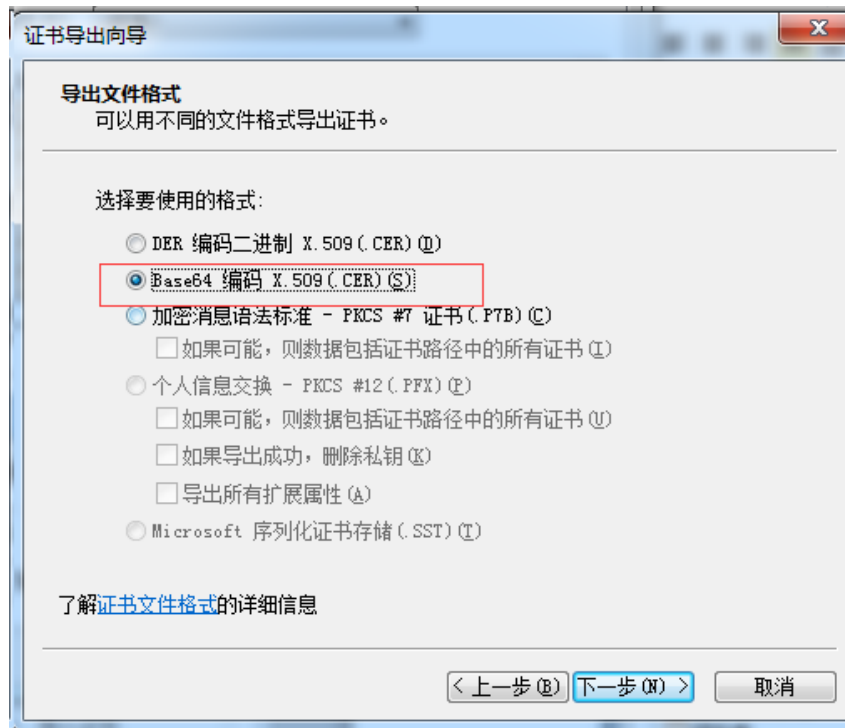 证书导出向导
导出文件格式
可以用不同的文件格式导出证书。
选择要使用的格式:
DER 编码二进制 X.509(.CER)(D)
Base64 编码 X.509(.CER)(S)
加密消息语法标准 - PKCS #7 证书(.P7B)(C)
如果可能，则数据包括证书路径中的所有证书(I)
个人信息交换 - PKCS #12(.PFX)(P)
如果可能，则数据包括证书路径中的所有证书(U)
如果导出成功，删除私钥(K)
导出所有扩展属性(A)
Microsoft 序列化证书存储(.SST)(T)
了解证书文件格式的详细信息
< 上一步(B) 下一步(N) > 取消